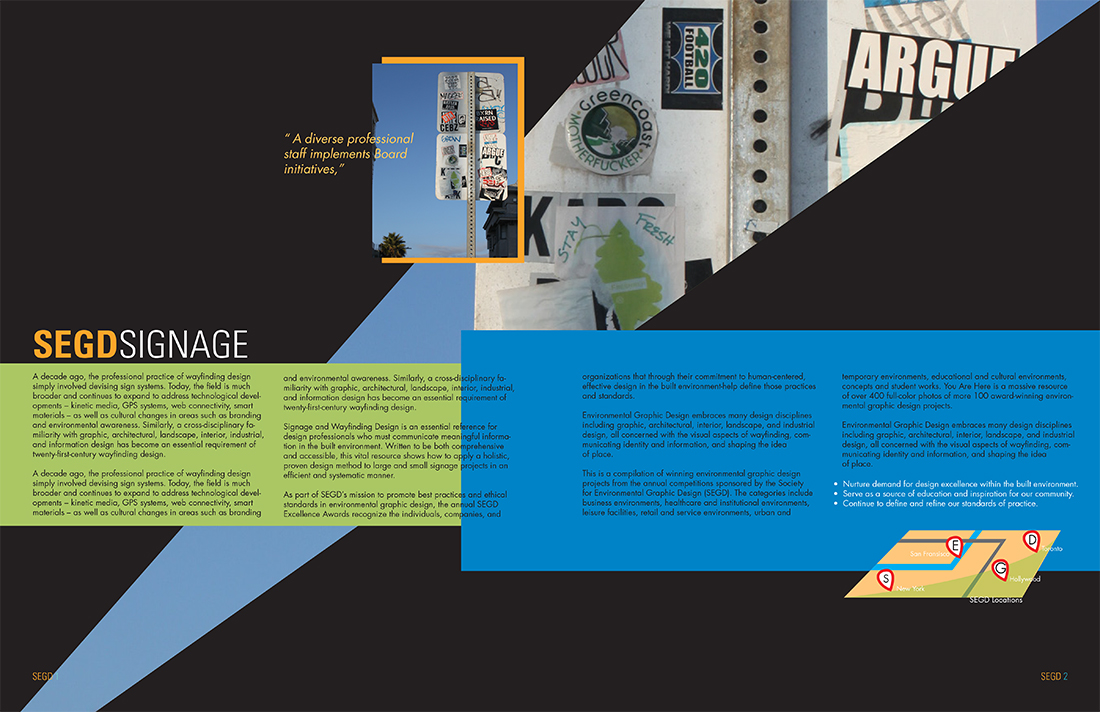 “ A diverse professional
staff implements Board
initiatives,”
420
FOOTBALL
ARGUE
Greencoast
MOTHERFUCKER
STAY
FRESH
SEGDSIGNAGE
A decade ago, the professional practice of wayfinding design
simply involved devising sign systems. Today, the field is much
broader and continues to expand to address technological devel-
opments – kinetic media, GPS systems, web connectivity, smart
materials – as well as cultural changes in areas such as branding
and environmental awareness. Similarly, a cross-disciplinary fa-
miliarity with graphic, architectural, landscape, interior, industrial,
and information design has become an essential requirement of
twenty-first-century wayfinding design.
A decade ago, the professional practice of wayfinding design
simply involved devising sign systems. Today, the field is much
broader and continues to expand to address technological devel-
opments – kinetic media, GPS systems, web connectivity, smart
materials – as well as cultural changes in areas such as branding
and environmental awareness. Similarly, a cross-disciplinary fa-
miliarity with graphic, architectural, landscape, interior, industrial,
and information design has become an essential requirement of
twenty-first-century wayfinding design.
Signage and Wayfinding Design is an essential reference for
design professionals who must communicate meaningful informa-
tion in the built environment. Written to be both comprehensive
and accessible, this vital resource shows how to apply a holistic,
proven design method to large and small signage projects in an
efficient and systematic manner.
As part of SEGD’s mission to promote best practices and ethical
standards in environmental graphic design, the annual SEGD
Excellence Awards recognize the individuals, companies, and
organizations that through their commitment to human-centered,
effective design in the built environment-help define those practices
and standards.
Environmental Graphic Design embraces many design disciplines
including graphic, architectural, interior, landscape, and industrial
design, all concerned with the visual aspects of wayfinding, com-
municating identity and information, and shaping the idea
of place.
This is a compilation of winning environmental graphic design
projects from the annual competitions sponsored by the Society
for Environmental Graphic Design (SEGD). The categories include
business environments, healthcare and institutional environments,
leisure facilities, retail and service environments, urban and
temporary environments, educational and cultural environments,
concepts and student works. You Are Here is a massive resource
of over 400 full-color photos of more 100 award-winning environ-
mental graphic design projects.
Environmental Graphic Design embraces many design disciplines
including graphic, architectural, interior, landscape, and industrial
design, all concerned with the visual aspects of wayfinding, com-
municating identity and information, and shaping the idea
of place.
• Nurture demand for design excellence within the built environment.
• Serve as a source of education and inspiration for our community.
• Continue to define and refine our standards of practice.
E
San Francisco
D
Toronto
S
New York
G
Hollywood
SEGD Locations
SEGD 1
SEGD 2